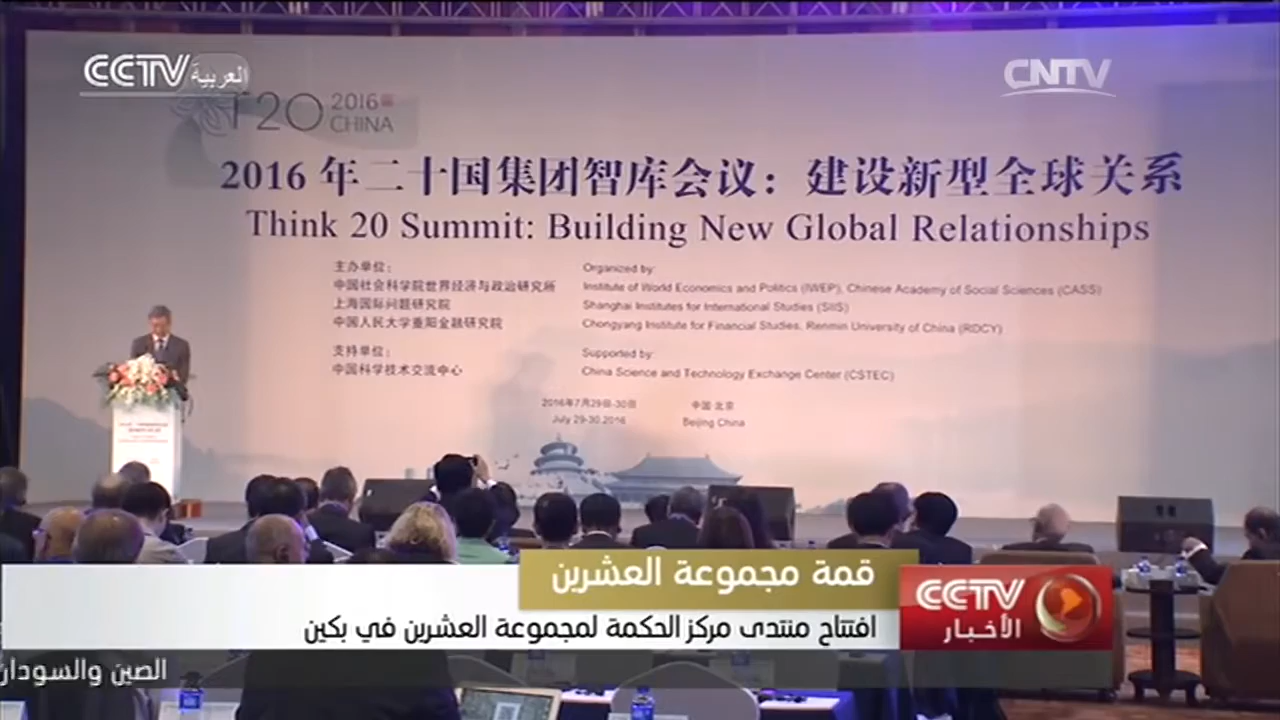 CCTV العربية
CNTV
T20 2016 CHINA
2016 年二十国集团智库会议：建设新型全球关系
Think 20 Summit: Building New Global Relationships
主办单位：
中国社会科学院世界经济与政治研究所
上海国际问题研究院
中国人民大学重阳金融研究院
支持单位：
中国科学技术交流中心
Organized by:
Institute of World Economics and Politics (IWEP), Chinese Academy of Social Sciences (CASS)
Shanghai Institutes for International Studies (SIIS)
Chongyang Institute for Financial Studies, Renmin University of China (RDCY)
Supported by:
China Science and Technology Exchange Center (CSTEC)
2016年7月29日-30日
July 29-30.2016
中国·北京
Beijing China
قمة مجموعة العشرين
افتتاح منتدى مركز الحكمة لمجموعة العشرين في بكين
CCTV
الأخبار
الصين والسودان